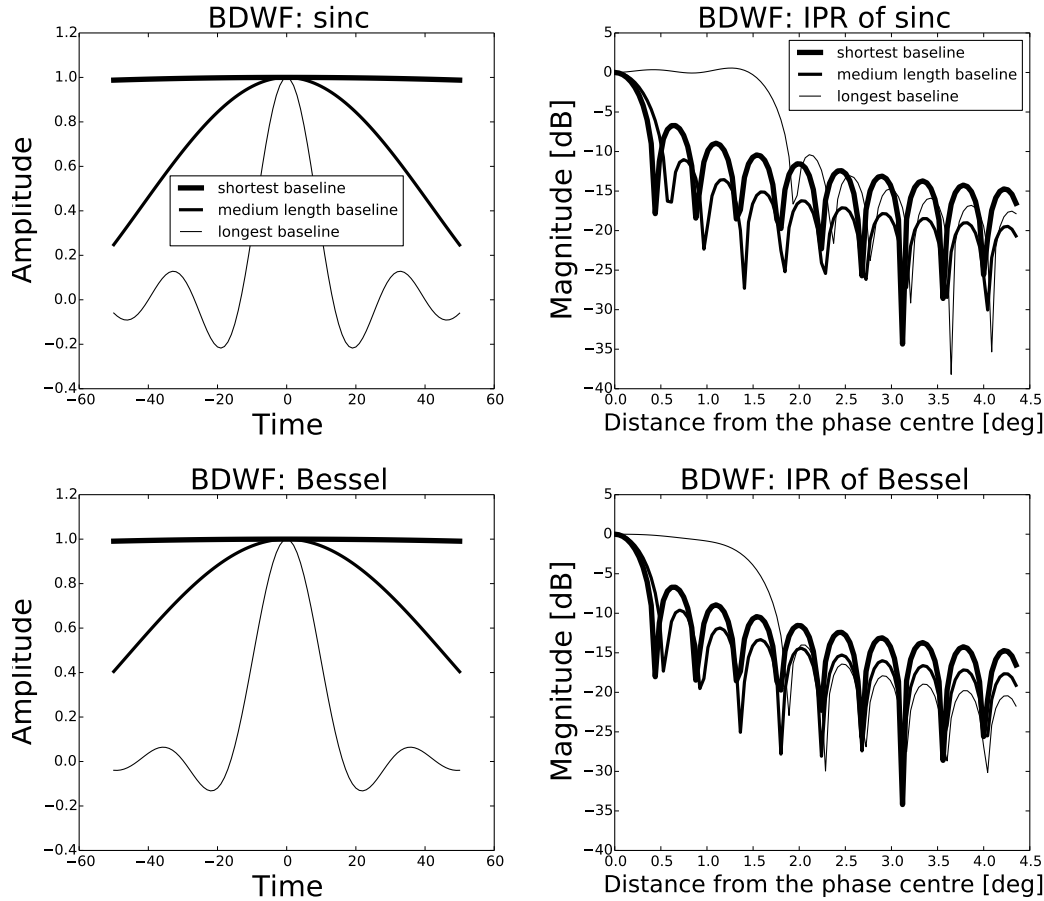 BDWF: sinc
1.2
1.0
0.8
0.6
0.4
0.2
0.0
−0.2
−0.4
Amplitude
shortest baseline
medium length baseline
longest baseline
−60 −40 −20 0 20 40 60
Time
BDWF: IPR of sinc
5
0
−5
−10
−15
−20
−25
−30
−35
−40
Magnitude [dB]
shortest baseline
medium length baseline
longest baseline
0.0 0.5 1.0 1.5 2.0 2.5 3.0 3.5 4.0 4.5
Distance from the phase centre [deg]
BDWF: Bessel
1.2
1.0
0.8
0.6
0.4
0.2
0.0
−0.2
−0.4
Amplitude
−60 −40 −20 0 20 40 60
Time
BDWF: IPR of Bessel
5
0
−5
−10
−15
−20
−25
−30
−35
−40
Magnitude [dB]
0.0 0.5 1.0 1.5 2.0 2.5 3.0 3.5 4.0 4.5
Distance from the phase centre [deg]